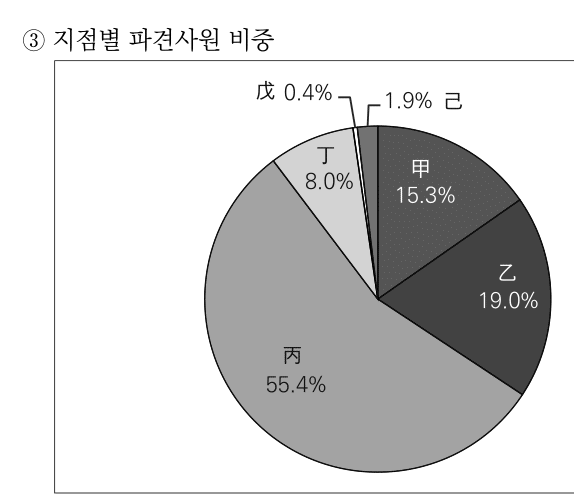 ③ 지점별 파견사원 비중
戊 0.4%
1.9% 己
丁
8.0%
甲
15.3%
乙
19.0%
丙
55.4%